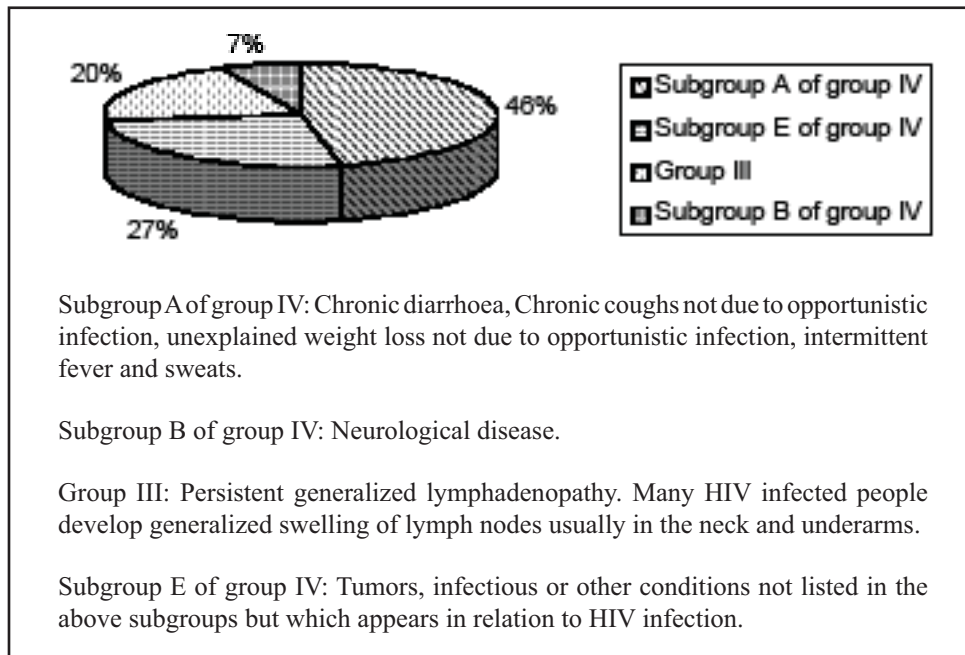 7%
20%
46%
27%
Subgroup A of group IV
Subgroup E of group IV
Group III
Subgroup B of group IV
Subgroup A of group IV: Chronic diarrhoea, Chronic coughs not due to opportunistic
infection, unexplained weight loss not due to opportunistic infection, intermittent
fever and sweats.
Subgroup B of group IV: Neurological disease.
Group III: Persistent generalized lymphadenopathy. Many HIV infected people
develop generalized swelling of lymph nodes usually in the neck and underarms.
Subgroup E of group IV: Tumors, infectious or other conditions not listed in the
above subgroups but which appears in relation to HIV infection.